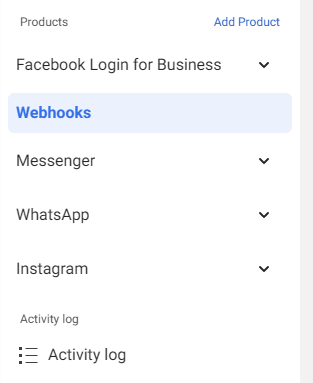 Products
Add Product
Facebook Login for Business
Webhooks
Messenger
WhatsApp
Instagram
Activity log
Activity log